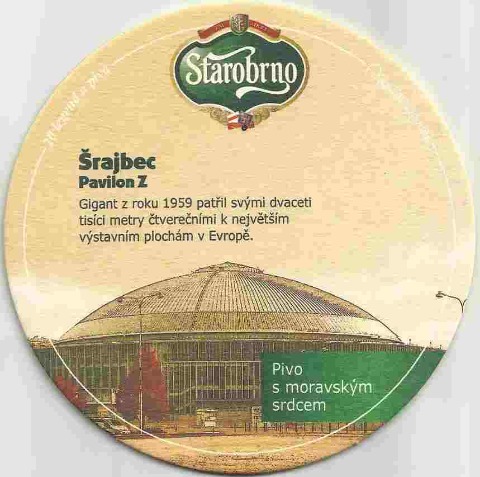 Starobrno
Šrajbec
Pavilon Z
Gigant z roku 1959 patřil svými dvaceti
tisíci metry čtverečními k největším
výstavním plochám v Evropě.
Pivo
s moravským
srdcem